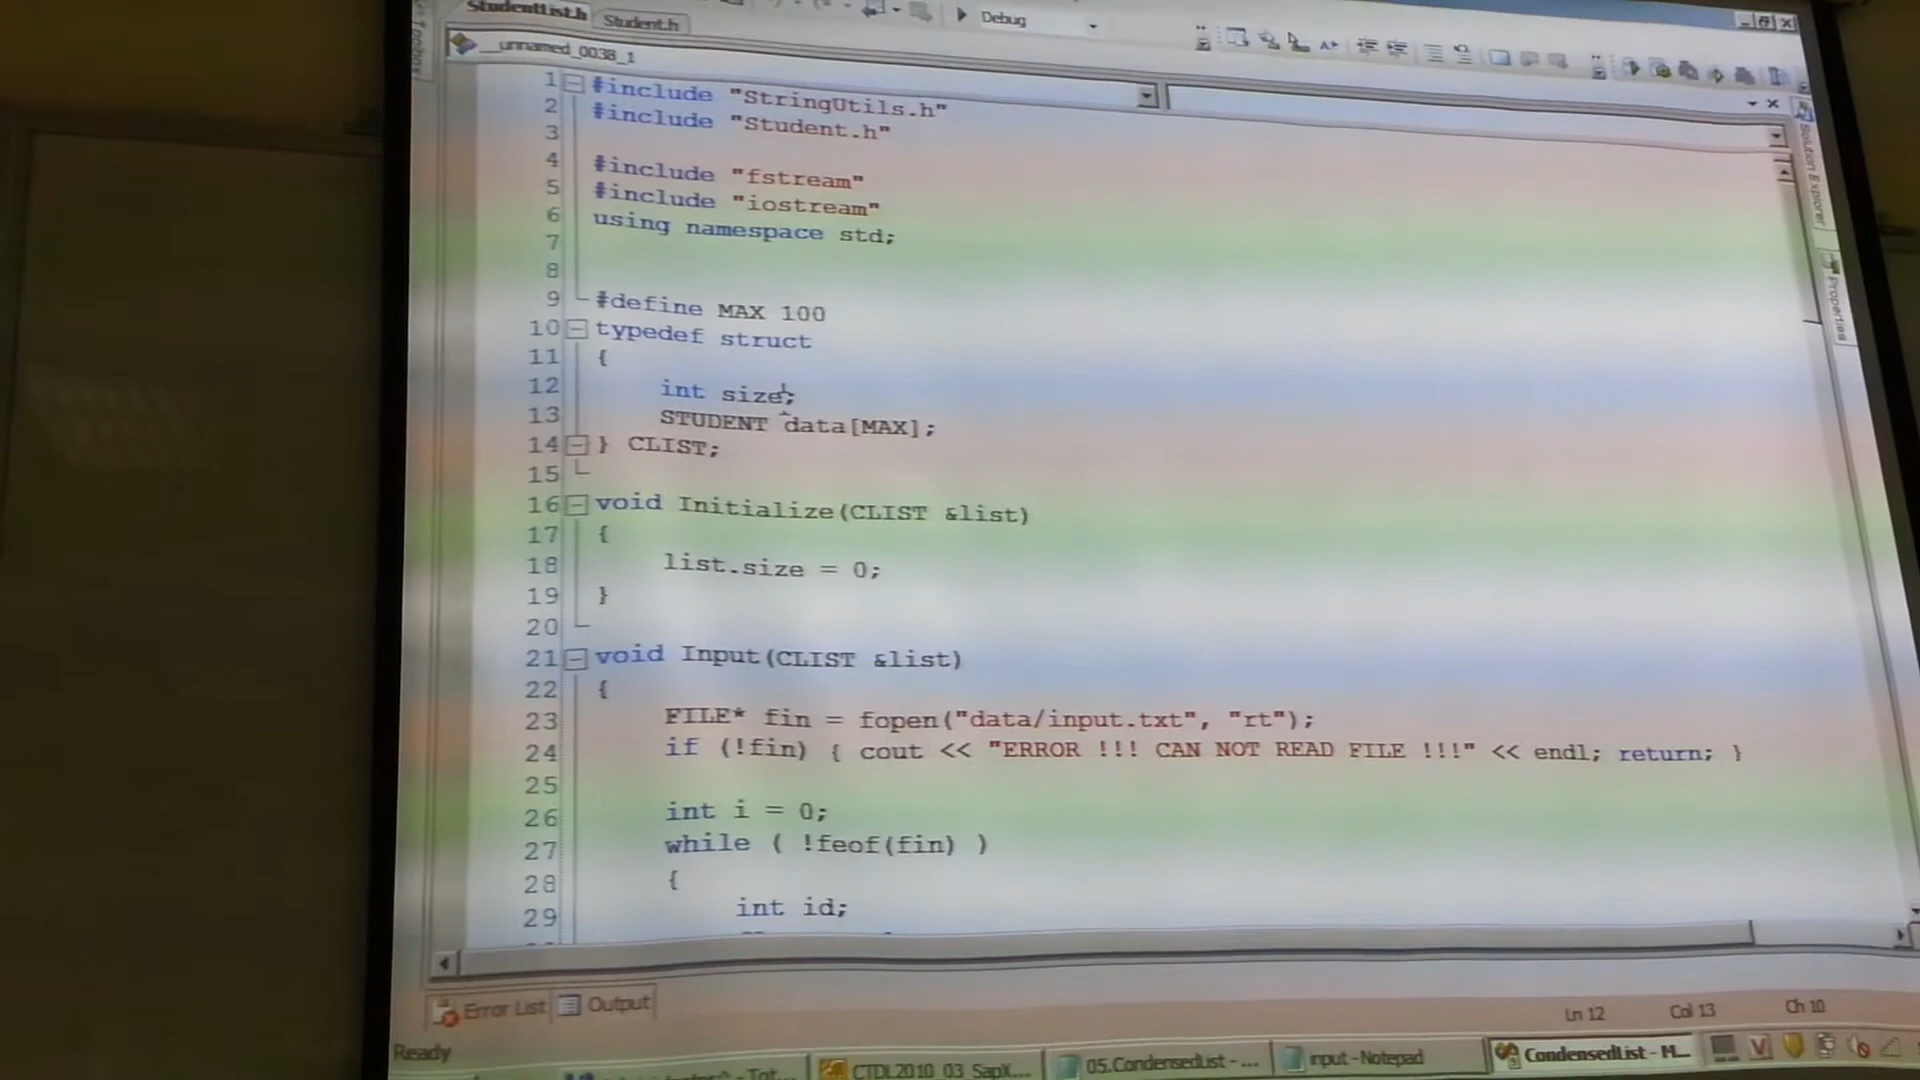 StudentList.h Student.h
Debug
__unnamed_0038_1
1 #include "StringUtils.h"
2 #include "Student.h"
3
4 #include "fstream"
5 #include "iostream"
6 using namespace std;
7
8
9 #define MAX 100
10 typedef struct
11 {
12 int size;
13 STUDENT data[MAX];
14 } CLIST;
15
16 void Initialize(CLIST &list)
17 {
18 list.size = 0;
19 }
20
21 void Input(CLIST &list)
22 {
23 FILE* fin = fopen("data/input.txt", "rt");
24 if (!fin) { cout << "ERROR !!! CAN NOT READ FILE !!!" << endl; return; }
25
26 int i = 0;
27 while ( !feof(fin) )
28 {
29 int id;
Toolbox
Solution Explorer
Properties
Error List Output
Ready Ln 12 Col 13 Ch 10
CTDL2010_03_SapX... 05.CondensedList - ... input - Notepad CondensedList - M...